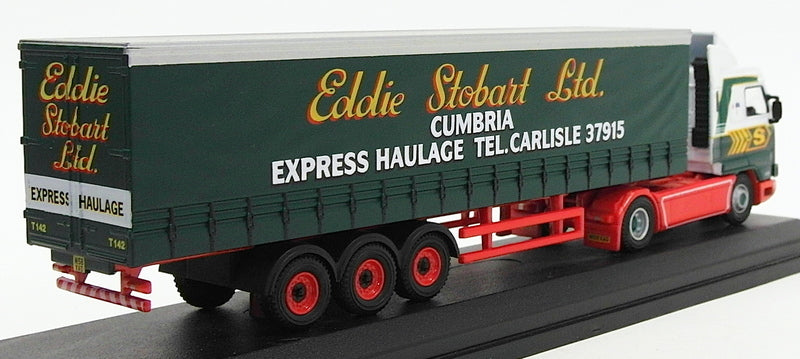 Eddie
Stobart
Ltd.
EXPRESS HAULAGE
T142 T142
Eddie Stobart Ltd.
CUMBRIA
EXPRESS HAULAGE TEL. CARLISLE 37915
S